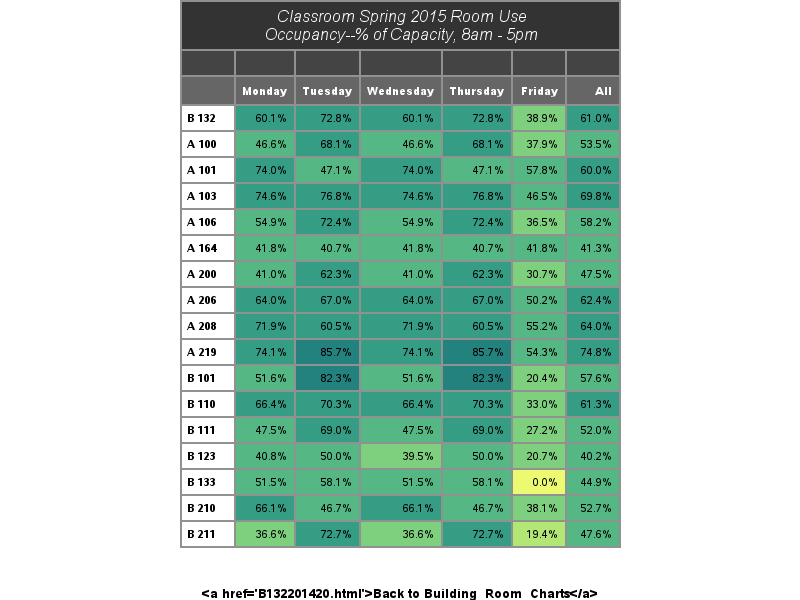 Classroom Spring 2015 Room Use
Occupancy--% of Capacity, 8am - 5pm
Monday Tuesday Wednesday Thursday Friday All
B 132 60.1% 72.8% 60.1% 72.8% 38.9% 61.0%
A 100 46.6% 68.1% 46.6% 68.1% 37.9% 53.5%
A 101 74.0% 47.1% 74.0% 47.1% 57.8% 60.0%
A 103 74.6% 76.8% 74.6% 76.8% 46.5% 69.8%
A 106 54.9% 72.4% 54.9% 72.4% 36.5% 58.2%
A 164 41.8% 40.7% 41.8% 40.7% 41.8% 41.3%
A 200 41.0% 62.3% 41.0% 62.3% 30.7% 47.5%
A 206 64.0% 67.0% 64.0% 67.0% 50.2% 62.4%
A 208 71.9% 60.5% 71.9% 60.5% 55.2% 64.0%
A 219 74.1% 85.7% 74.1% 85.7% 54.3% 74.8%
B 101 51.6% 82.3% 51.6% 82.3% 20.4% 57.6%
B 110 66.4% 70.3% 66.4% 70.3% 33.0% 61.3%
B 111 47.5% 69.0% 47.5% 69.0% 27.2% 52.0%
B 123 40.8% 50.0% 39.5% 50.0% 20.7% 40.2%
B 133 51.5% 58.1% 51.5% 58.1% 0.0% 44.9%
B 210 66.1% 46.7% 66.1% 46.7% 38.1% 52.7%
B 211 36.6% 72.7% 36.6% 72.7% 19.4% 47.6%
<a href='B132201420.html'>Back to Building_Room_Charts</a>